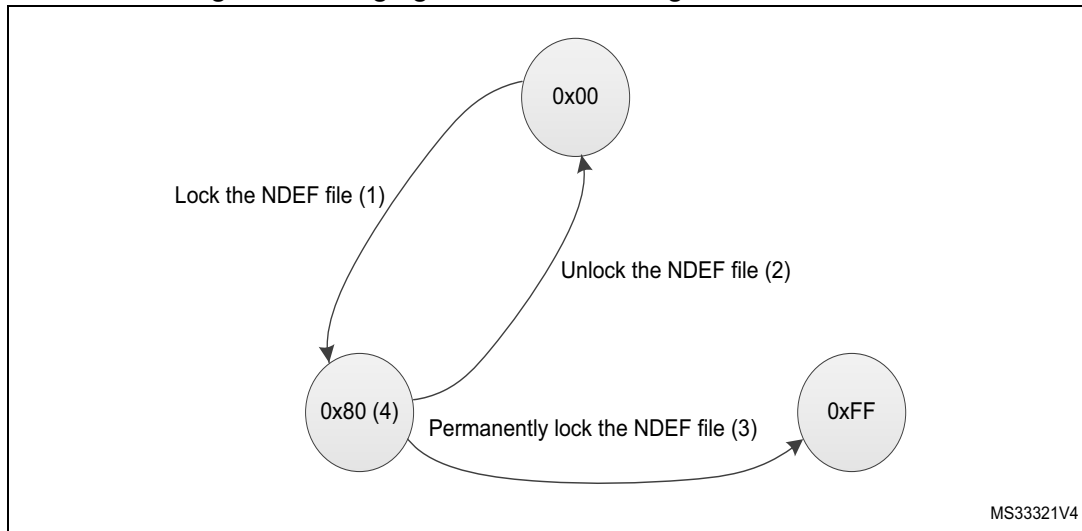 0x00
Lock the NDEF file (1)
Unlock the NDEF file (2)
0x80 (4)
Permanently lock the NDEF file (3)
0xFF
MS33321V4